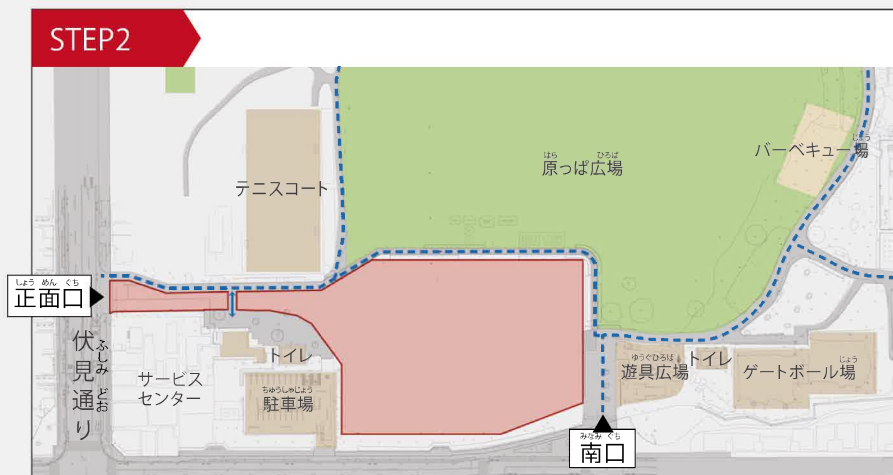 STEP2
はら ひろば
原っぱ広場
じょう
バーベキュー場
テニスコート
しょう めん ぐち
正面口
ふしみ どお
伏見通り
サービス
センター
トイレ
ちゅうしゃじょう
駐車場
ゆうぐひろば
遊具広場
トイレ
じょう
ゲートボール場
みなみ ぐち
南口